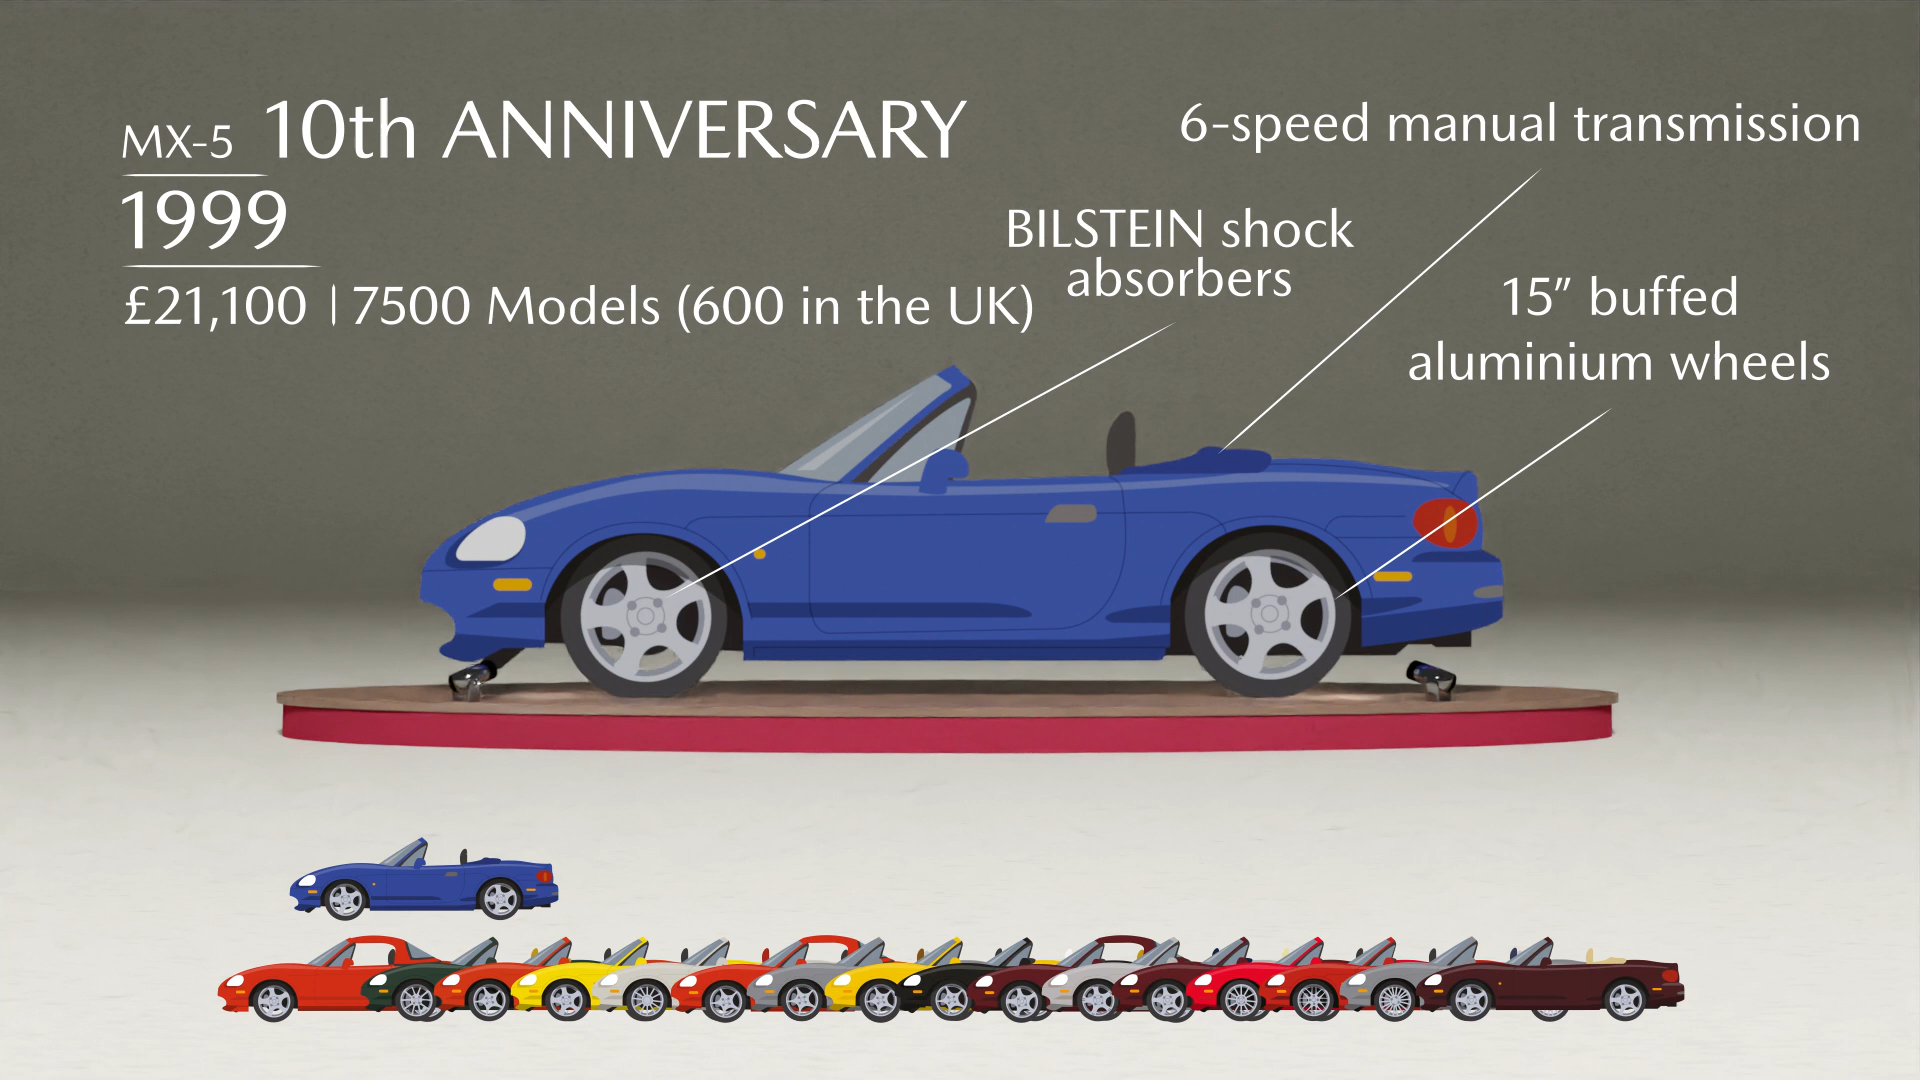 MX-5 10th ANNIVERSARY
1999
£21,100 | 7500 Models (600 in the UK)
BILSTEIN shock
absorbers
6-speed manual transmission
15” buffed
aluminium wheels